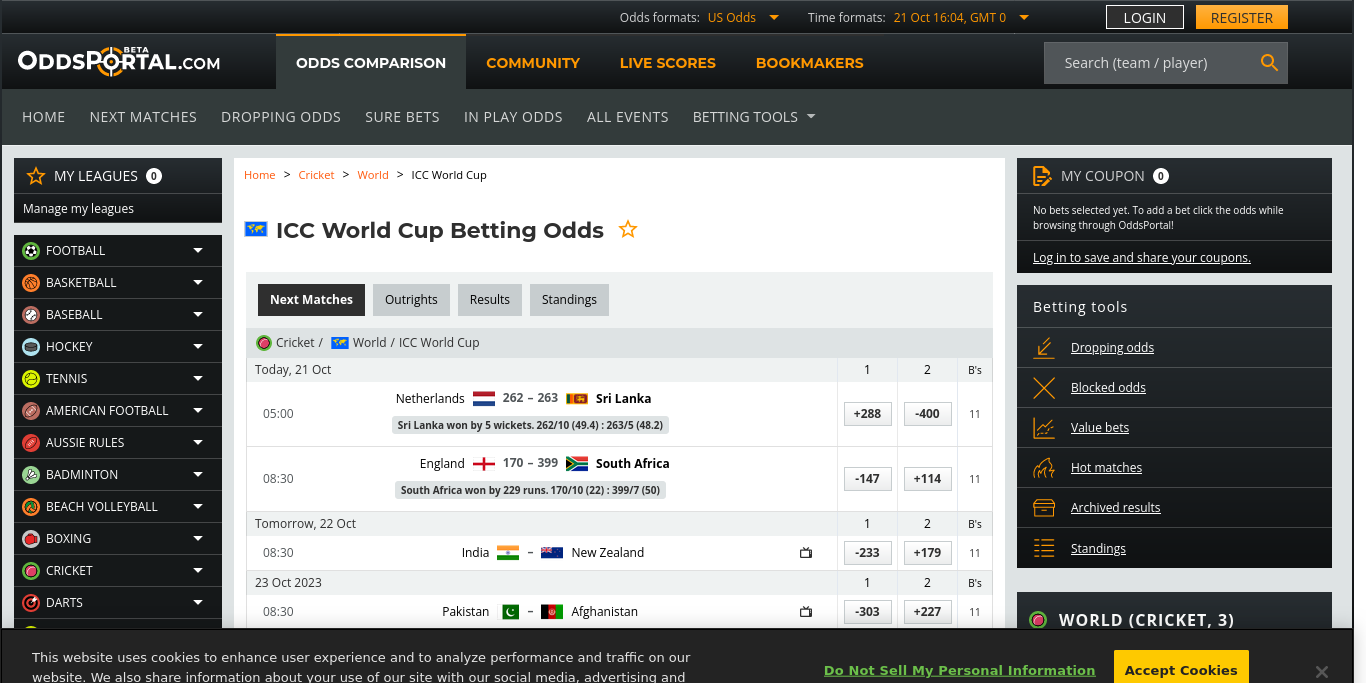 Odds formats: US Odds Time formats: 21 Oct 16:04, GMT 0 LOGIN REGISTER
ODDSPORTAL.COM BETA ODDS COMPARISON COMMUNITY LIVE SCORES BOOKMAKERS Search (team / player)
HOME NEXT MATCHES DROPPING ODDS SURE BETS IN PLAY ODDS ALL EVENTS BETTING TOOLS
MY LEAGUES 0
Manage my leagues
FOOTBALL
BASKETBALL
BASEBALL
HOCKEY
TENNIS
AMERICAN FOOTBALL
AUSSIE RULES
BADMINTON
BEACH VOLLEYBALL
BOXING
CRICKET
DARTS
Home > Cricket > World > ICC World Cup
ICC World Cup Betting Odds
Next Matches Outrights Results Standings
Cricket / World / ICC World Cup
Today, 21 Oct 1 2 B's
05:00 Netherlands 262 – 263 Sri Lanka +288 -400 11
Sri Lanka won by 5 wickets. 262/10 (49.4) : 263/5 (48.2)
08:30 England 170 – 399 South Africa -147 +114 11
South Africa won by 229 runs. 170/10 (22) : 399/7 (50)
Tomorrow, 22 Oct 1 2 B's
08:30 India – New Zealand -233 +179 11
23 Oct 2023 1 2 B's
08:30 Pakistan – Afghanistan -303 +227 11
MY COUPON 0
No bets selected yet. To add a bet click the odds while
browsing through OddsPortal!
Log in to save and share your coupons.
Betting tools
Dropping odds
Blocked odds
Value bets
Hot matches
Archived results
Standings
WORLD (CRICKET, 3)
This website uses cookies to enhance user experience and to analyze performance and traffic on our
website. We also share information about your use of our site with our social media, advertising and
Do Not Sell My Personal Information Accept Cookies